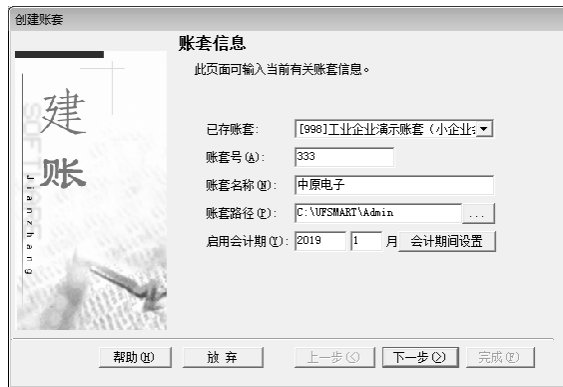 创建账套
账套信息
此页面可输入当前有关账套信息。
建账
Jianzhang
已存账套: [998]工业企业演示账套（小企业
账套号(A): 333
账套名称(N): 中原电子
账套路径(P): C:\UFSMART\Admin ...
启用会计期(Y): 2019 1 月 会计期间设置
帮助(H) 放弃 上一步(<) 下一步(>) 完成(F)